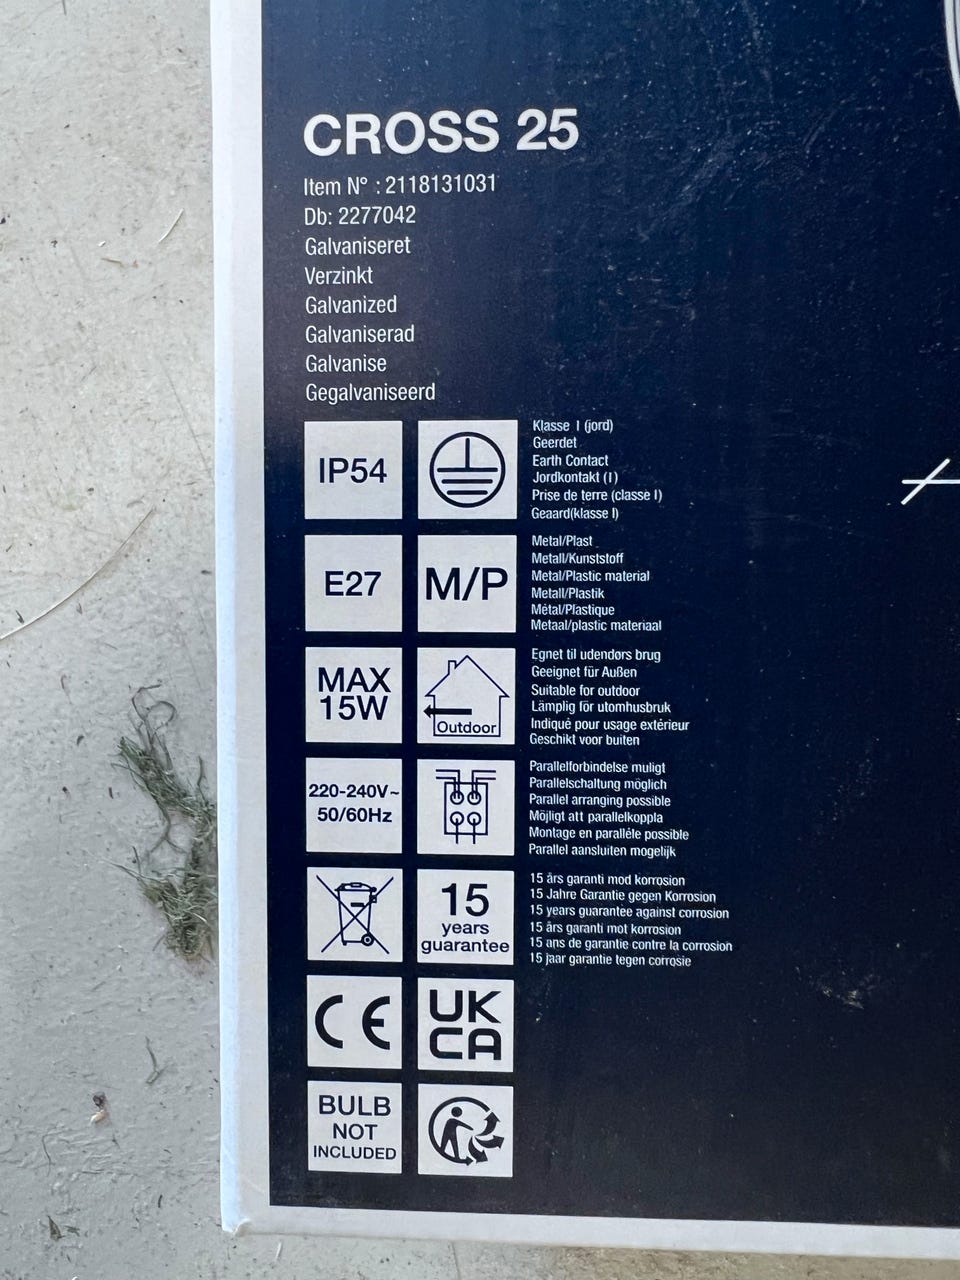 CROSS 25
Item N° : 2118131031
Db: 2277042
Galvaniseret
Verzinkt
Galvanized
Galvaniserad
Galvanise
Gegalvaniseerd
IP54
Klasse I (jord)
Geerdet
Earth Contact
Jordkontakt (I)
Prise de terre (classe I)
Geaard(klasse I)
E27
M/P
Metal/Plast
Metall/Kunststoff
Metal/Plastic material
Metall/Plastik
Métal/Plastique
Metaal/plastic materiaal
MAX
15W
Outdoor
Egnet til udendørs brug
Geeignet für Außen
Suitable for outdoor
Lämplig för utomhusbruk
Indiqué pour usage extérieur
Geschikt voor buiten
220-240V~
50/60Hz
Parallelforbindelse muligt
Parallelschaltung möglich
Parallel arranging possible
Möjligt att parallelkoppla
Montage en paralléle possible
Parallel aansluiten mogelijk
15
years
guarantee
15 års garanti mod korrosion
15 Jahre Garantie gegen Korrosion
15 years guarantee against corrosion
15 års garanti mot korrosion
15 ans de garantie contre la corrosion
15 jaar garantie tegen corrosie
CE
UK
CA
BULB
NOT
INCLUDED